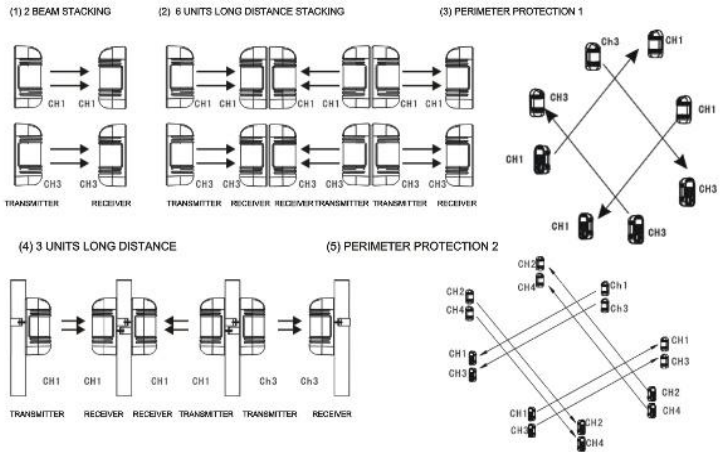 (1) 2 BEAM STACKING
(2) 6 UNITS LONG DISTANCE STACKING
(3) PERIMETER PROTECTION 1
CH1 CH1 CH1 CH1 CH1 CH1 CH1 CH1
CH3 CH3 CH3 CH3 CH3 CH3 CH3 CH3
TRANSMITTER RECEIVER TRANSMITTER RECEIVER RECEIVER TRANSMITTER TRANSMITTER RECEIVER
Ch3
CH1
CH3
CH1
CH1
CH3
CH1
CH3
(4) 3 UNITS LONG DISTANCE
CH1 CH1 CH1 CH1 Ch3 Ch3
TRANSMITTER RECEIVER RECEIVER TRANSMITTER TRANSMITTER RECEIVER
(5) PERIMETER PROTECTION 2
CH2
CH4
CH2
CH4
Ch1
Ch3
CH1
CH3
CH1
CH3
CH2
CH4
CH1
CH3
CH2
CH4